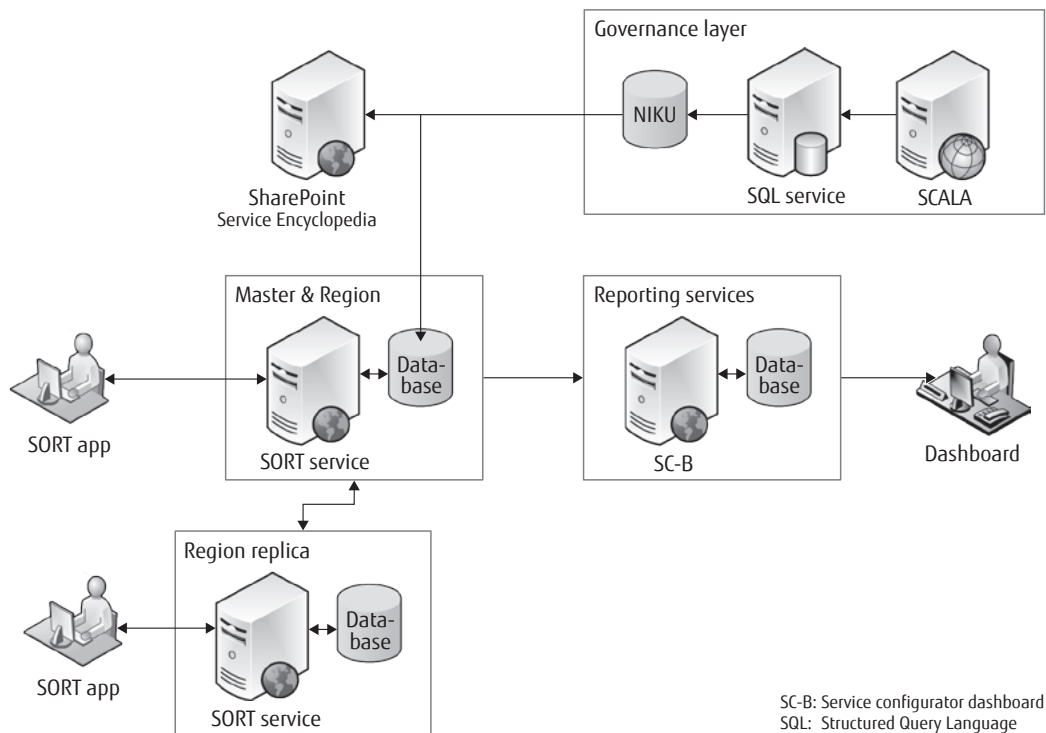 Governance layer
NIKU
SQL service
SCALA
SharePoint
Service Encyclopedia
Master & Region
Data-
base
SORT service
SORT app
Reporting services
Data-
base
SC-B
Dashboard
Region replica
Data-
base
SORT service
SORT app
SC-B: Service configurator dashboard
SQL: Structured Query Language